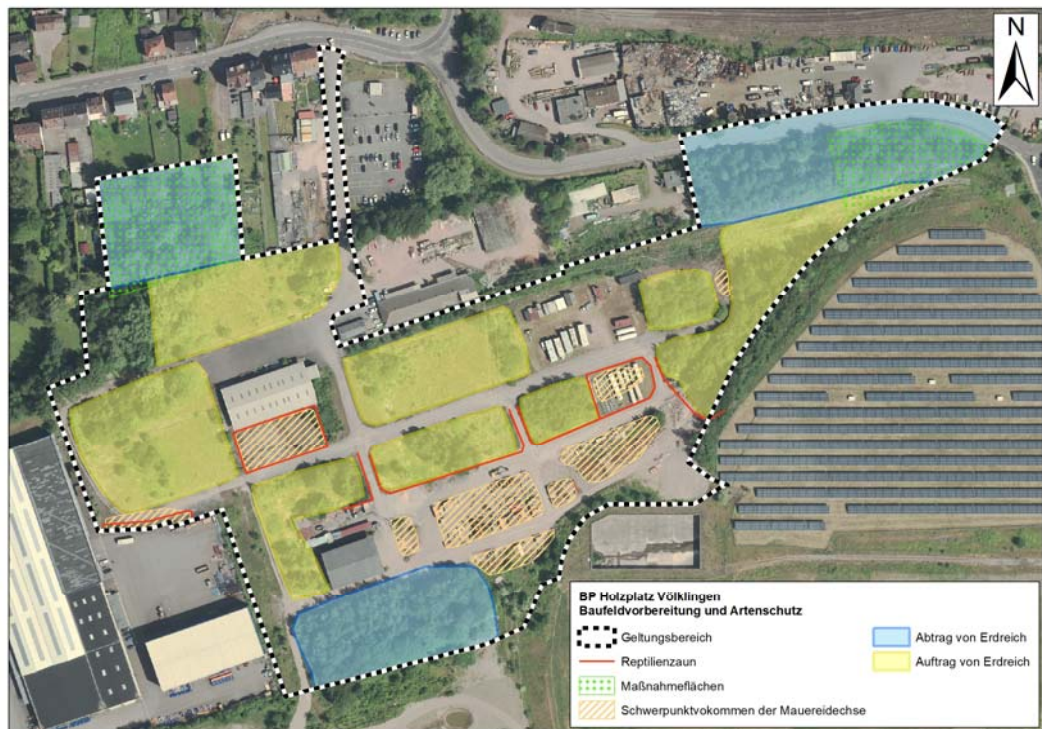 N
BP Holzplatz Völklingen
Baufeldvorbereitung und Artenschutz
Geltungsbereich
Reptilienzaun
Maßnahmeflächen
Schwerpunktvokommen der Mauereidechse
Abtrag von Erdreich
Auftrag von Erdreich